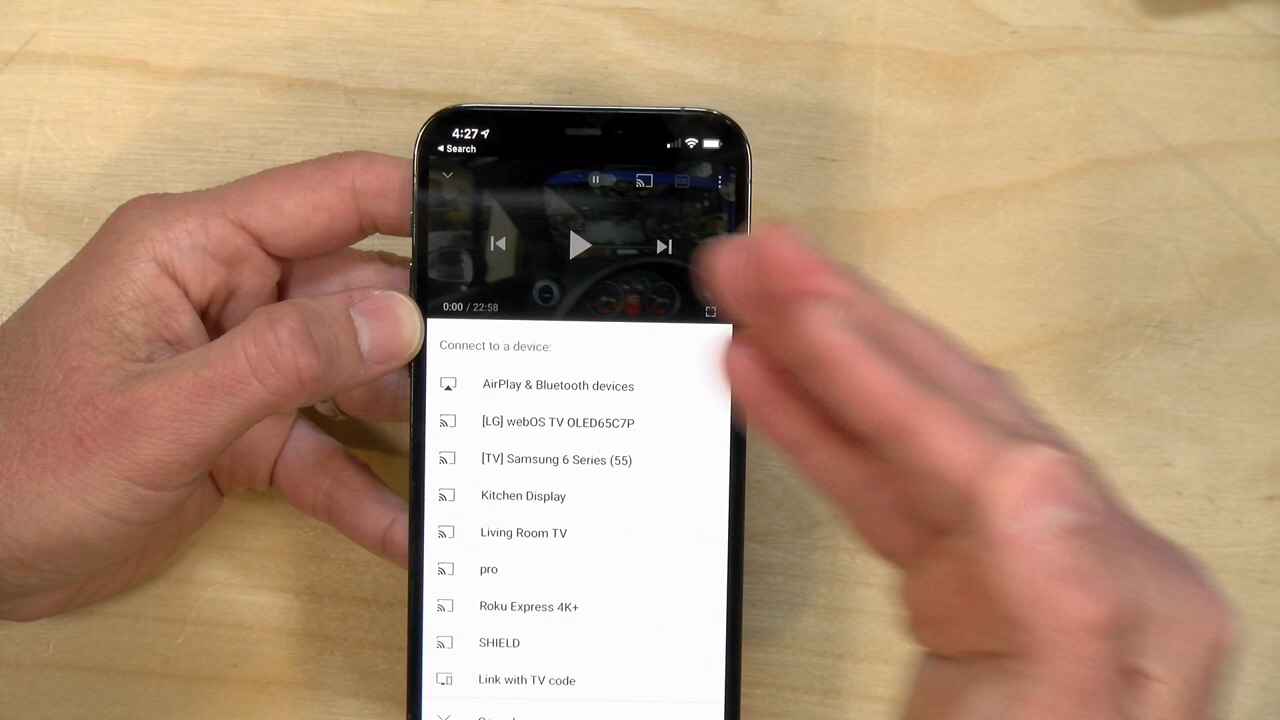 4:27
Search
0:00 / 22:58
Connect to a device:
AirPlay & Bluetooth devices
[LG] webOS TV OLED65C7P
[TV] Samsung 6 Series (55)
Kitchen Display
Living Room TV
pro
Roku Express 4K+
SHIELD
Link with TV code